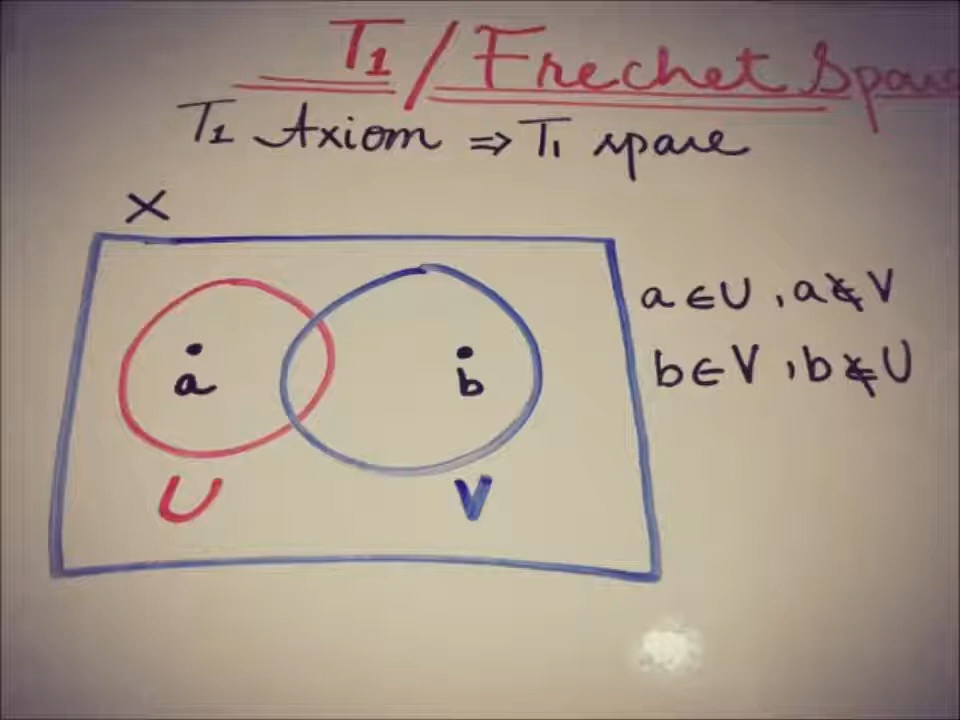 T1 / Frechet Space
T1 Axiom ⇒ T1 space
X
a ∈ U , a ∉ V
b ∈ V , b ∉ U
a
b
U
V